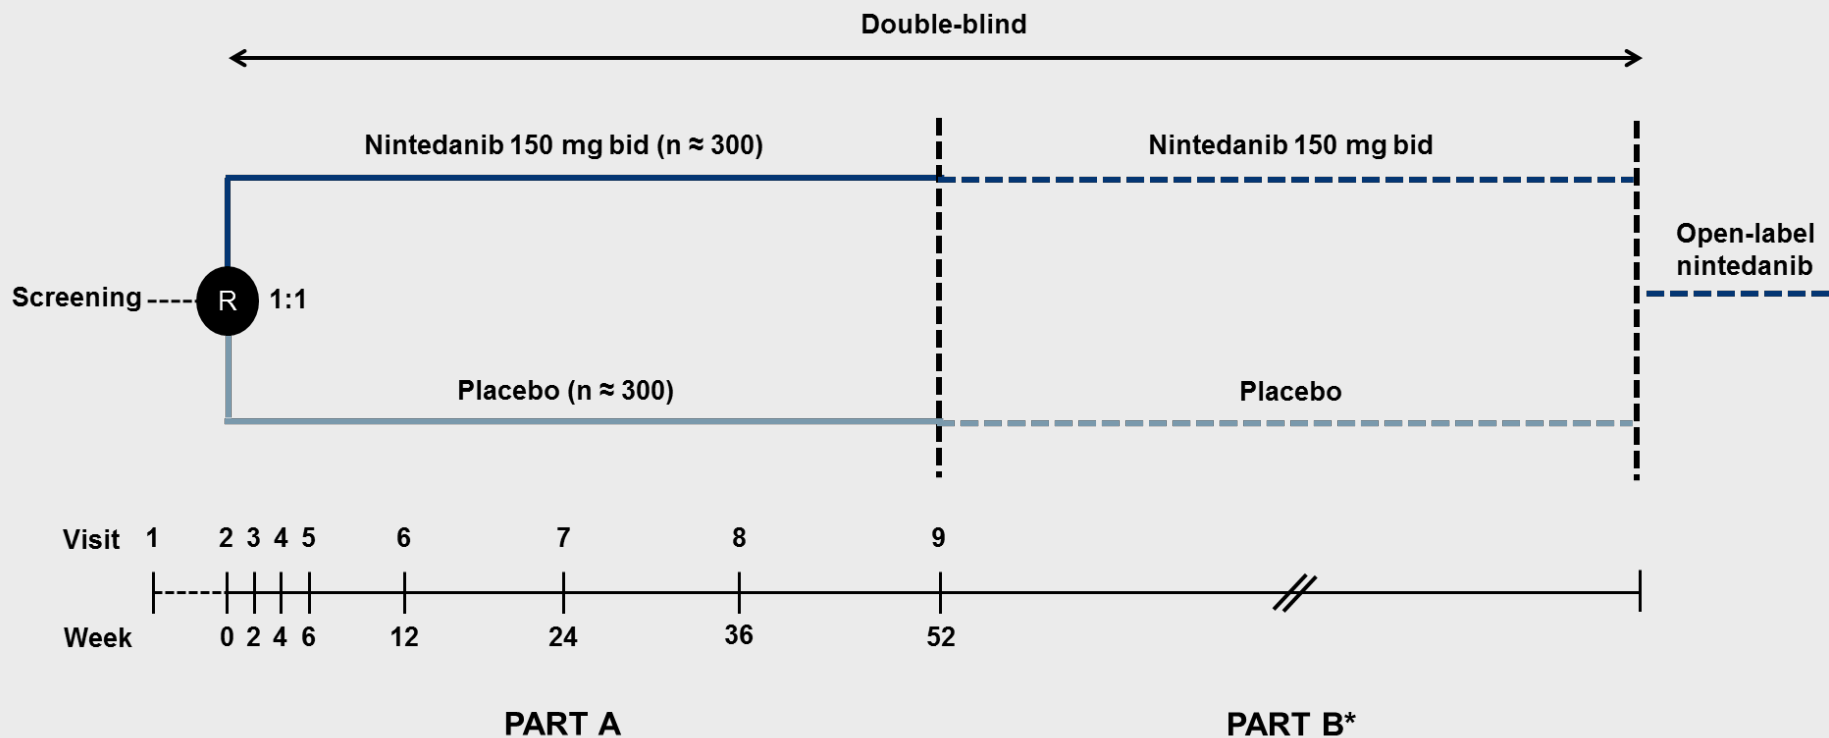 Double-blind
Nintedanib 150 mg bid (n ≈ 300)
Nintedanib 150 mg bid
Open-label
nintedanib
Screening
R
1:1
Placebo (n ≈ 300)
Placebo
Visit 1 2 3 4 5 6 7 8 9
Week 0 2 4 6 12 24 36 52
PART A
PART B*